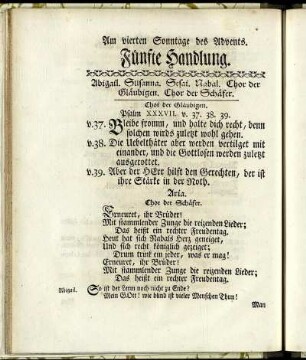 Am vierten Sonntage des Advents.
Fünfte Handlung.
Abigail. Susanna. Sesai. Nabal. Chor der
Gläubigen. Chor der Schäfer.
Chor der Gläubigen.
Psalm XXXVII. v. 37. 38. 39.
v.37. Bleibe fromm, und halte dich recht, denn
solchen wirds zuletzt wohl gehen.
v.38. Die Uebelthäter aber werden vertilget mit
einander, und die Gottlosen werden zuletzt
ausgerottet.
v.39. Aber der HErr hilft den Gerechten, der ist
ihre Stärke in der Noth.
Aria.
Chor der Schäfer.
Erneuret, ihr Brüder!
Mit stammelnder Zunge die reizenden Lieder;
Das heißt ein rechter Freudentag.
Heut hat sich Nabals Herz geneiget,
Und sich recht königlich gezeiget;
Drum trink ein jeder, was er mag!
Erneuret, ihr Brüder!
Mit stammelnder Zunge die reizenden Lieder;
Das heißt ein rechter Freudentag.
Abigail. So ist der Lerm noch nicht zu Ende?
Mein GOtt! wie blind ist vieler Menschen Thun!
Man